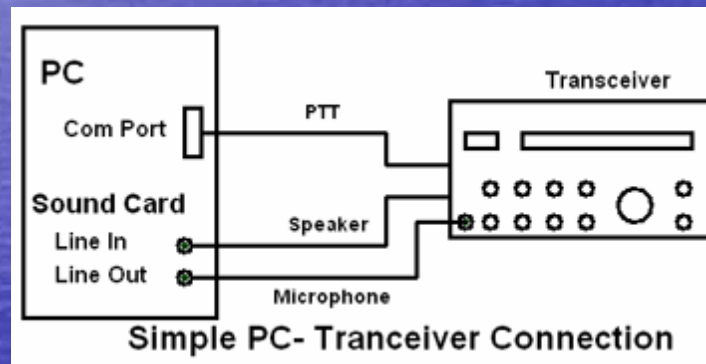 PC
Transceiver
PTT
Com Port
Sound Card
Speaker
Line In
Line Out
Microphone
Simple PC- Tranceiver Connection